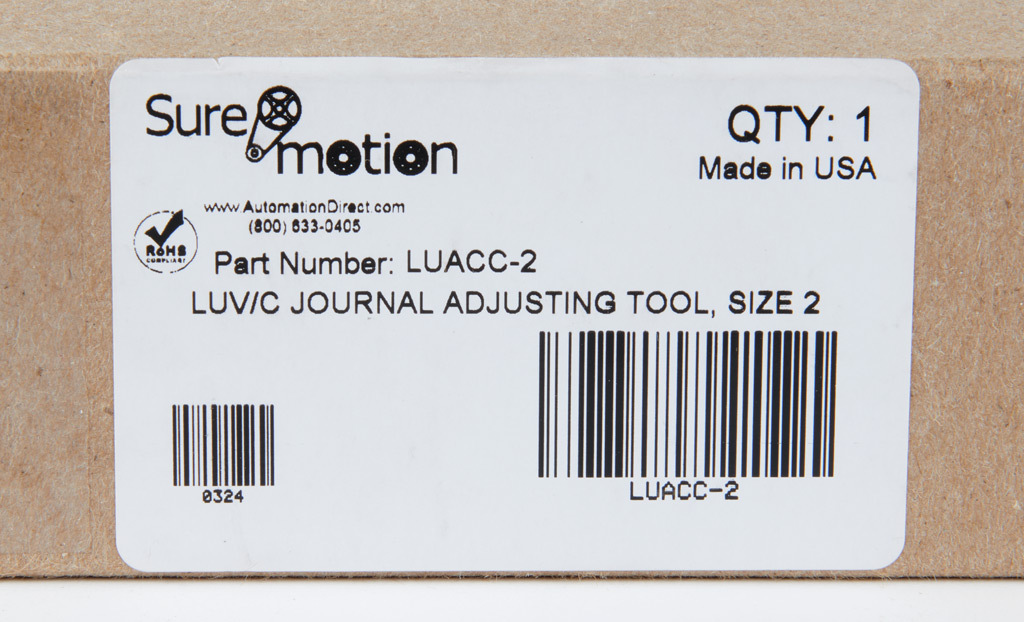 Sure motion
QTY: 1
Made in USA
www.AutomationDirect.com
(800) 633-0405
RoHS
COMPLIANT
Part Number: LUACC-2
LUV/C JOURNAL ADJUSTING TOOL, SIZE 2
0324
LUACC-2